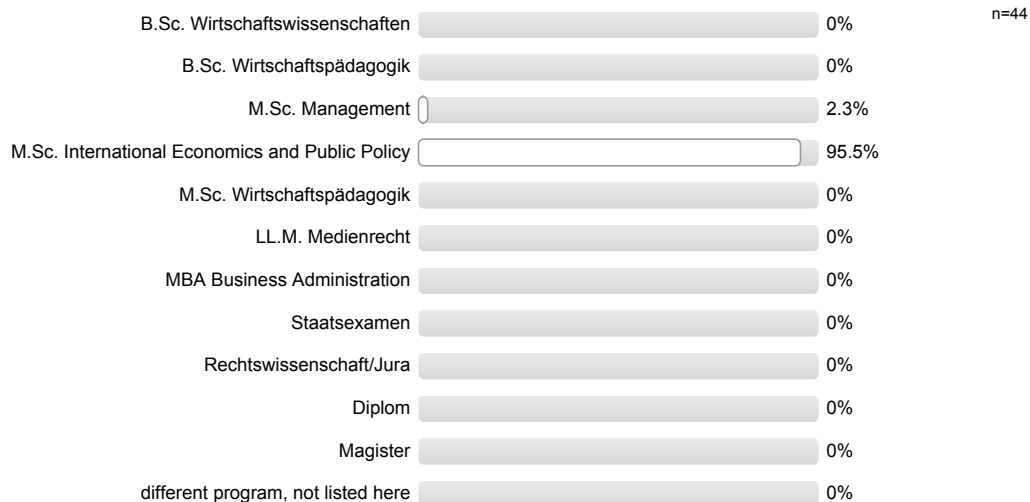 B.Sc. Wirtschaftswissenschaften 0% n=44
B.Sc. Wirtschaftspädagogik 0%
M.Sc. Management 2.3%
M.Sc. International Economics and Public Policy 95.5%
M.Sc. Wirtschaftspädagogik 0%
LL.M. Medienrecht 0%
MBA Business Administration 0%
Staatsexamen 0%
Rechtswissenschaft/Jura 0%
Diplom 0%
Magister 0%
different program, not listed here 0%